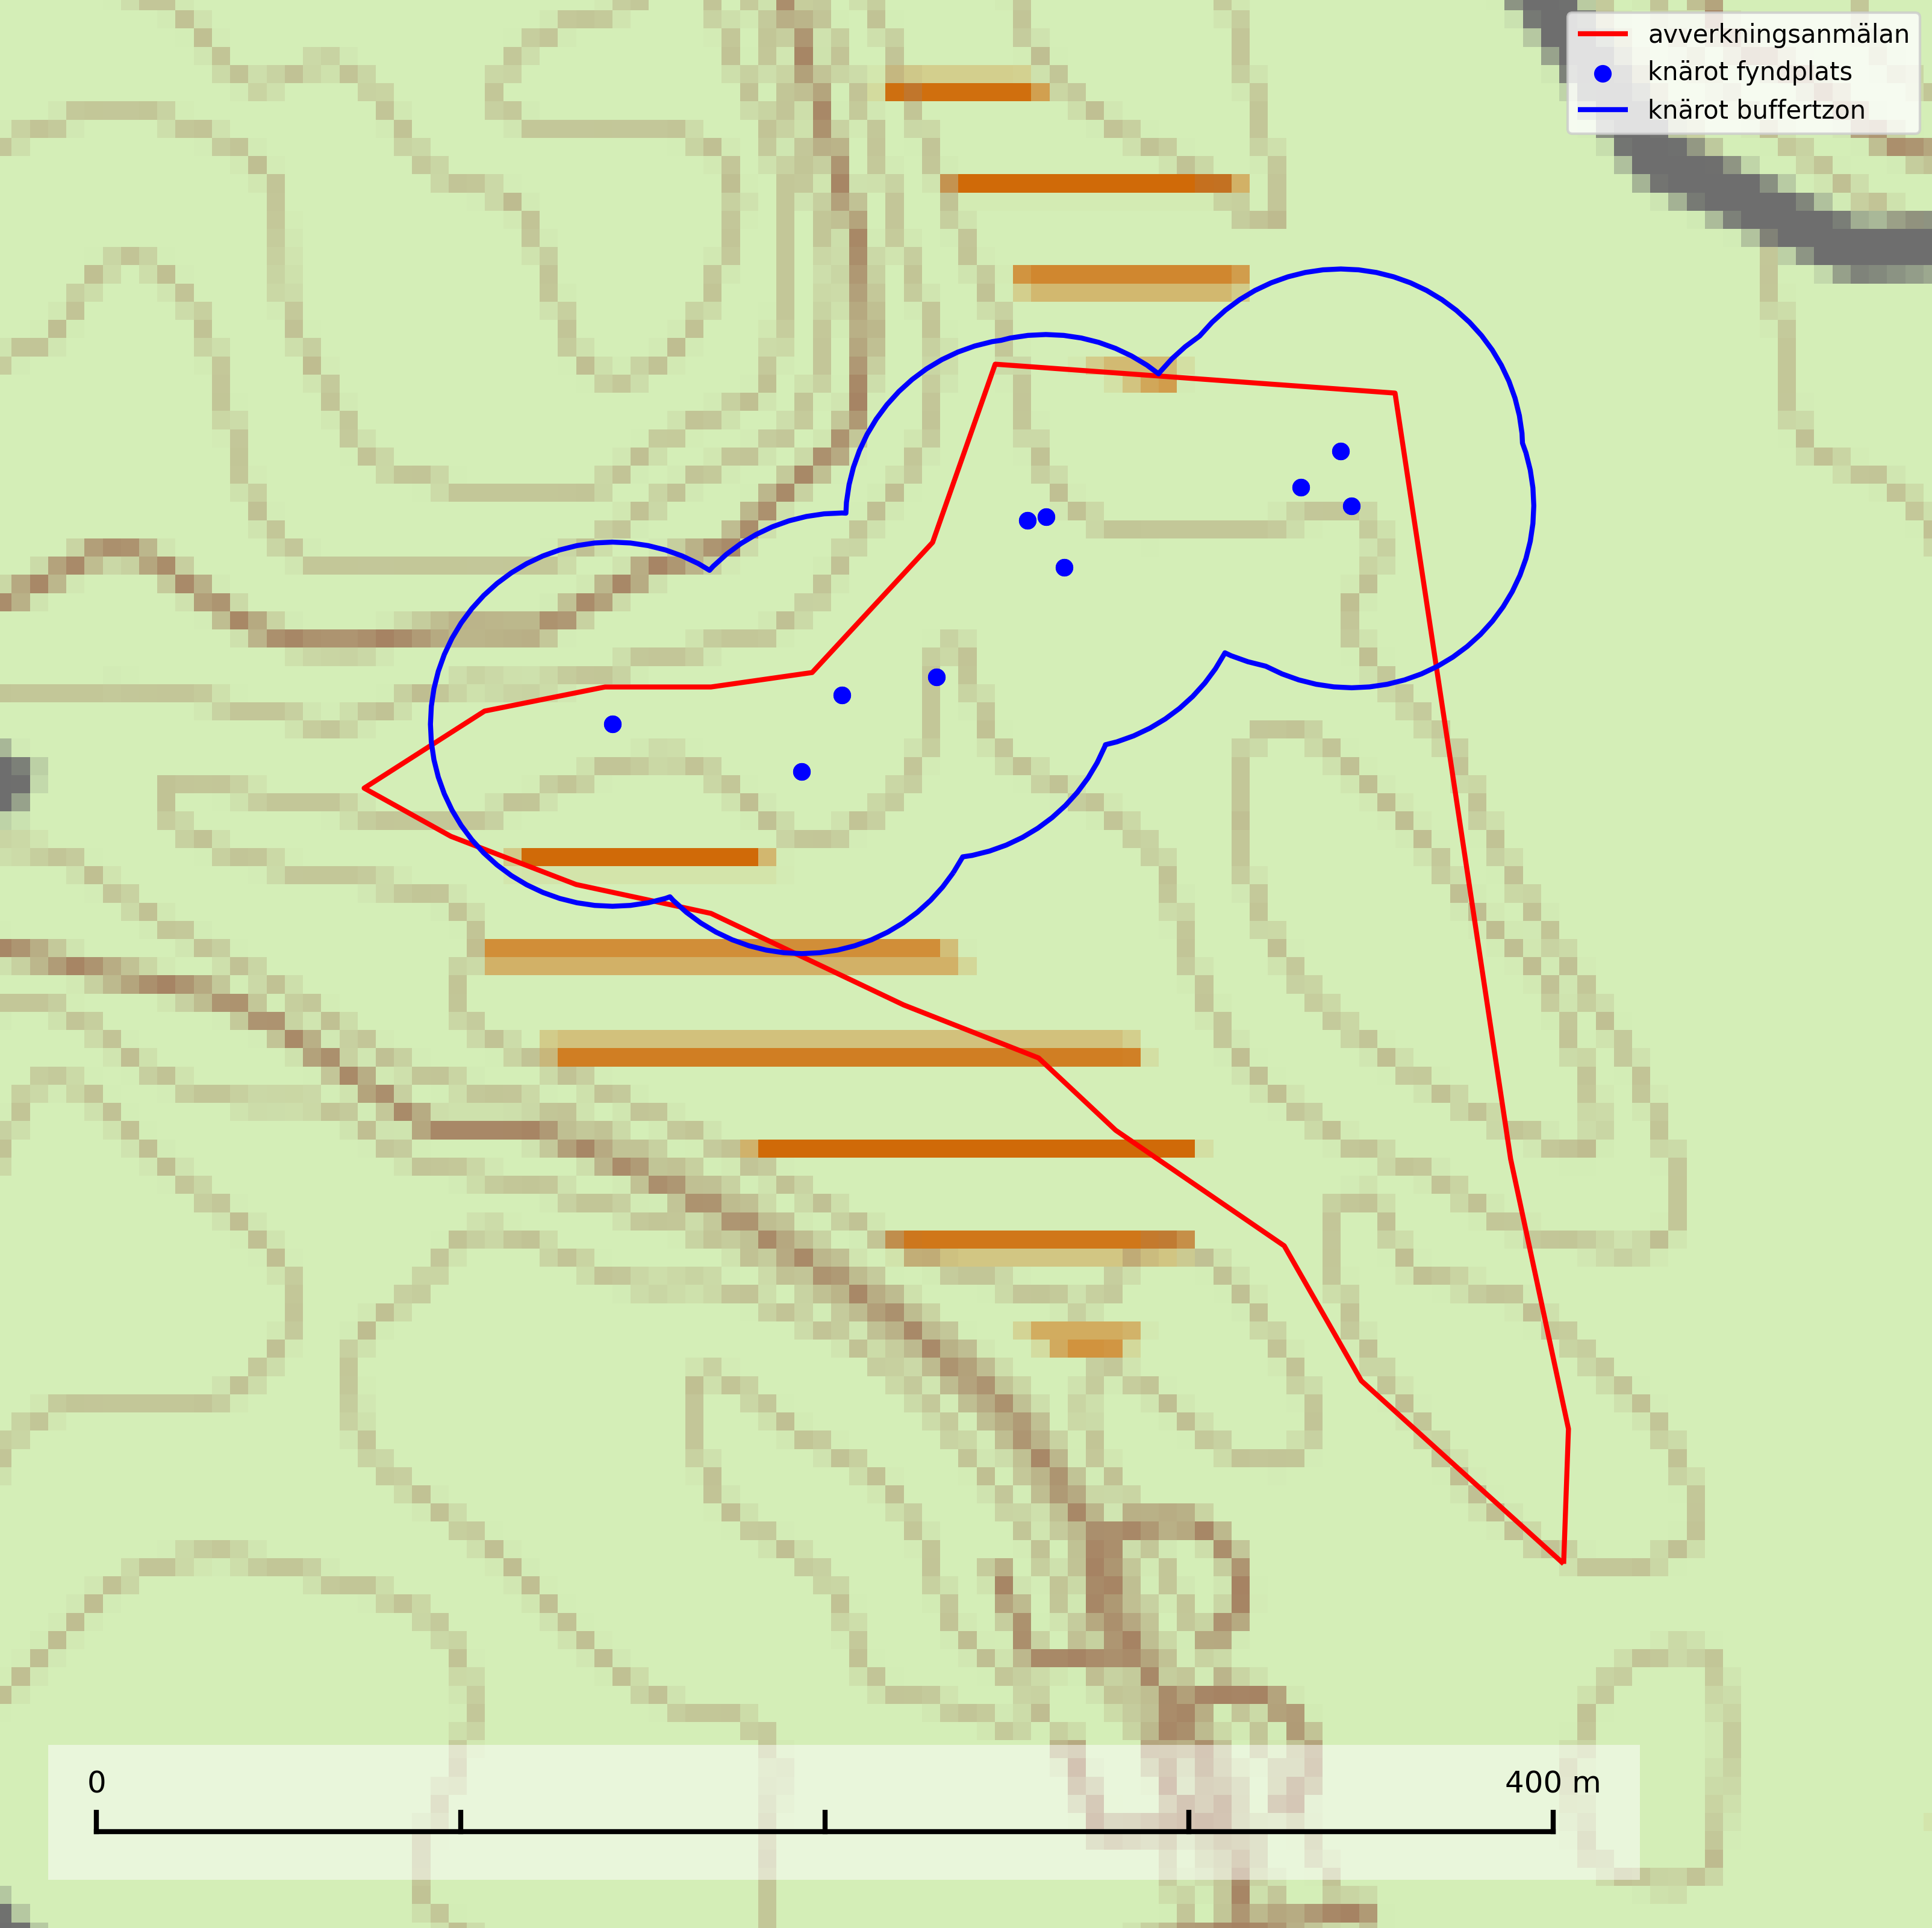 avverkningsanmälan
knärot fyndplats
knärot buffertzon
0 400 m